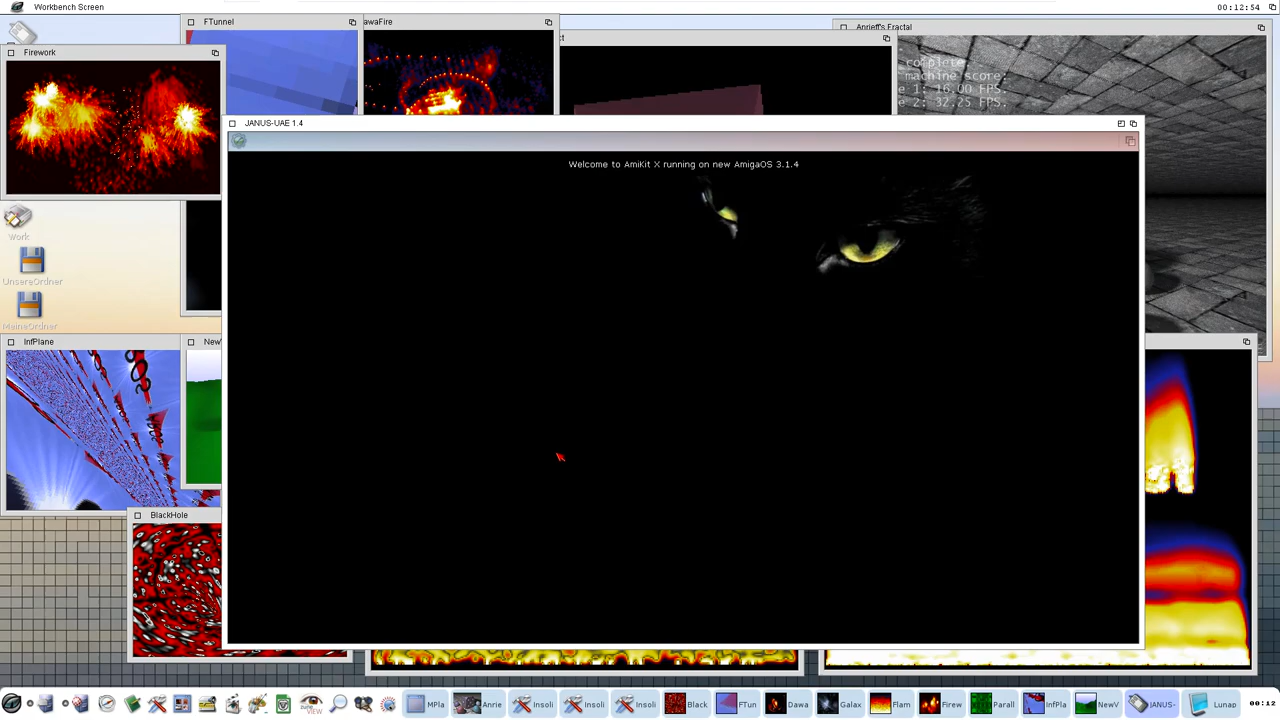 Workbench Screen
00:12:54
FTunnel
awaFire
Anrieff's Fractal
Firework
ct
complete.
machine score:
e 1: 16.00 FPS.
e 2: 32.25 FPS.
JANUS-UAE 1.4
Welcome to AmiKit X running on new AmigaOS 3.1.4
Work
UnsereOrdner
MeineOrdner
InfPlane
New
BlackHole
MPla
Anrie
Insoli
Insoli
Insoli
Black
FTun
Dawa
Galax
Flam
Firew
Parall
InfPla
NewV
JANUS-
Lunap
00:12